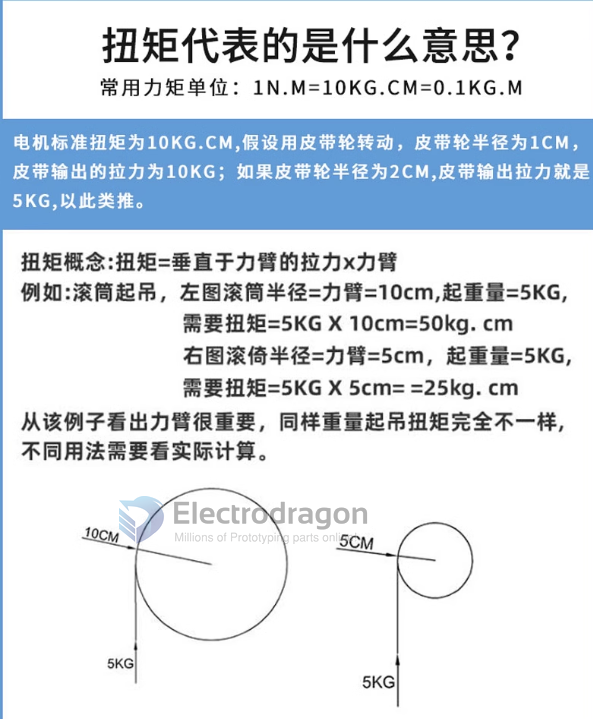 扭矩代表的是什么意思?
常用力矩单位：1N.M=10KG.CM=0.1KG.M
电机标准扭矩为10KG.CM,假设用皮带轮转动，皮带轮半径为1CM，
皮带输出的拉力为10KG；如果皮带轮半径为2CM,皮带输出拉力就是
5KG,以此类推。
扭矩概念:扭矩=垂直于力臂的拉力x力臂
例如:滚筒起吊，左图滚筒半径=力臂=10cm,起重量=5KG,
需要扭矩=5KG X 10cm=50kg. cm
右图滚倚半径=力臂=5cm，起重量=5KG,
需要扭矩=5KG X 5cm= =25kg. cm
从该例子看出力臂很重要，同样重量起吊扭矩完全不一样,
不同用法需要看实际计算。
Electrodragon
Millions of Prototyping parts online
10CM
5CM
5KG
5KG